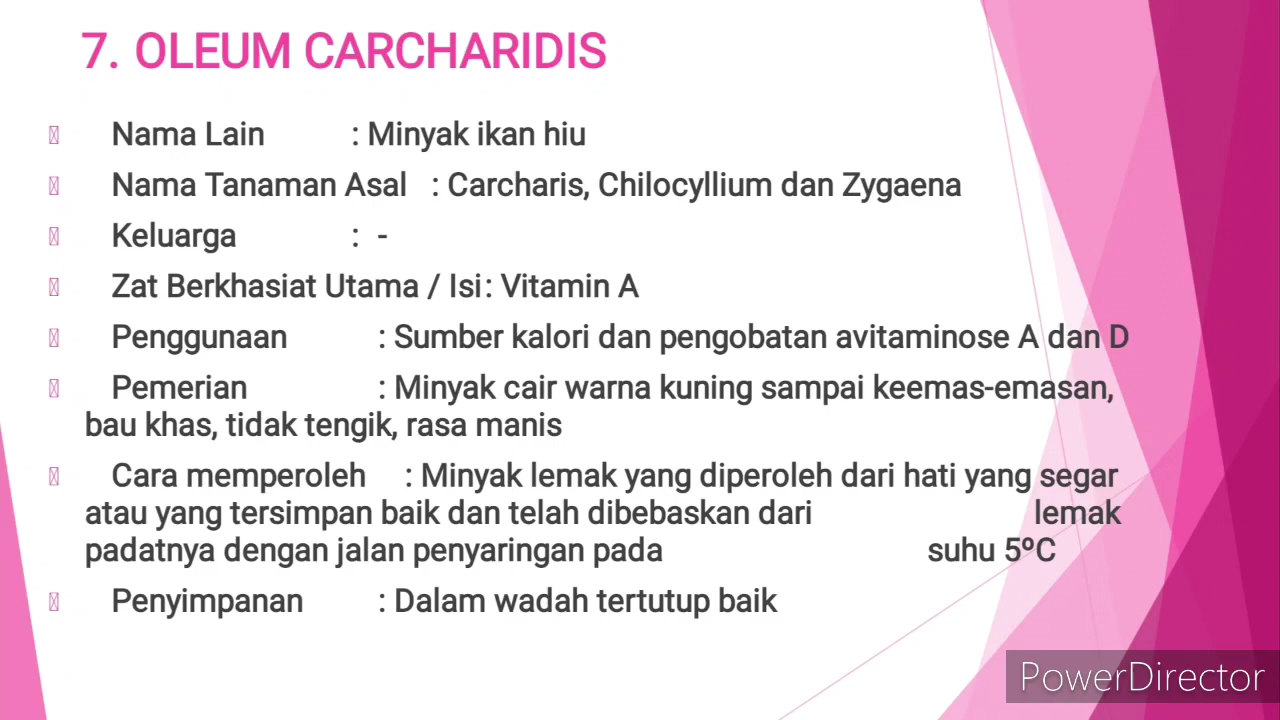 7. OLEUM CARCHARIDIS
Nama Lain : Minyak ikan hiu
Nama Tanaman Asal : Carcharis, Chilocyllium dan Zygaena
Keluarga : -
Zat Berkhasiat Utama / Isi : Vitamin A
Penggunaan : Sumber kalori dan pengobatan avitaminose A dan D
Pemerian : Minyak cair warna kuning sampai keemas-emasan,
bau khas, tidak tengik, rasa manis
Cara memperoleh : Minyak lemak yang diperoleh dari hati yang segar
atau yang tersimpan baik dan telah dibebaskan dari lemak
padatnya dengan jalan penyaringan pada suhu 5ºC
Penyimpanan : Dalam wadah tertutup baik
PowerDirector